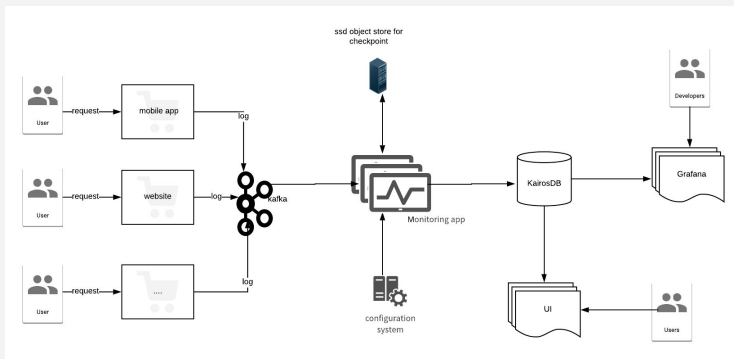 ssd object store for
checkpoint
User
request
mobile app
log
Developers
User
request
website
log
kafka
Monitoring app
KairosDB
Grafana
User
request
....
log
configuration
system
UI
Users